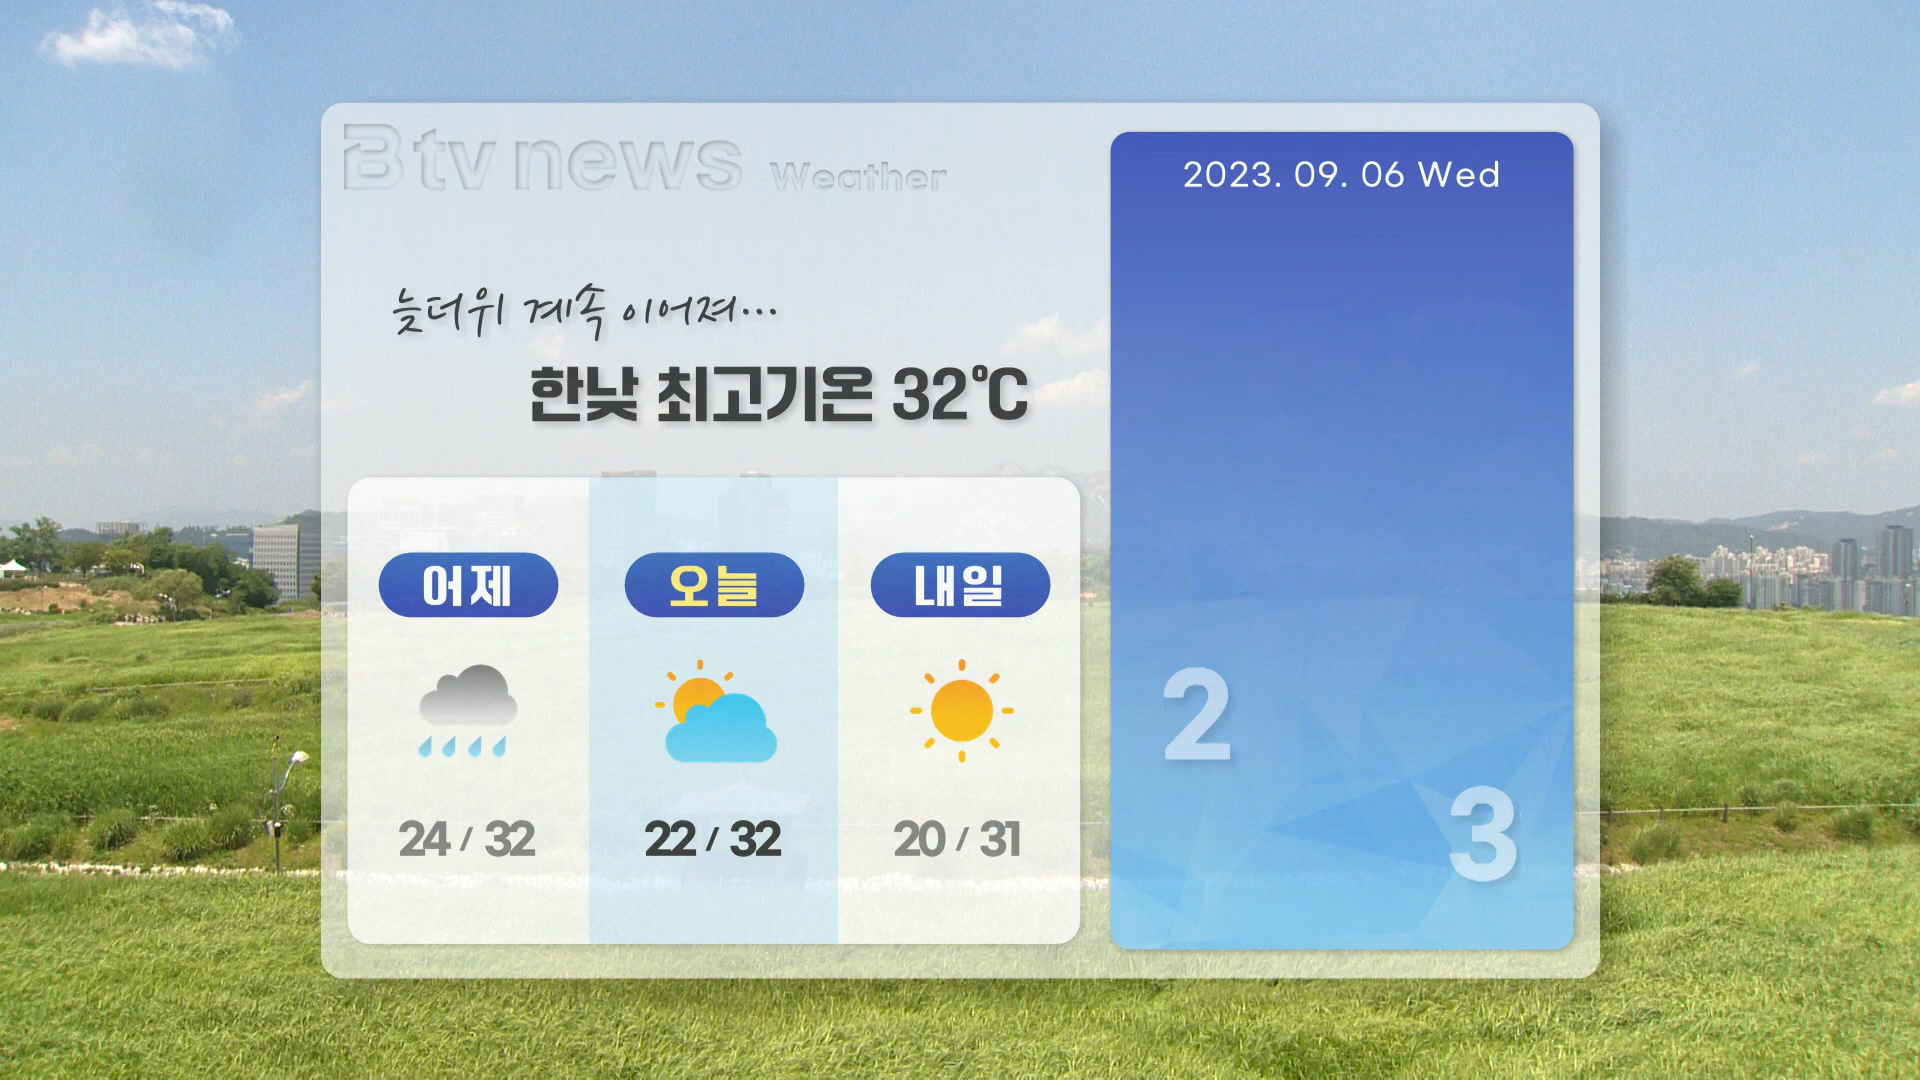 B tv news Weather
2023. 09. 06 Wed
늦더위 계속 이어져...
한낮 최고기온 32℃
어제 오늘 내일
24 / 32 22 / 32 20 / 31
2
3